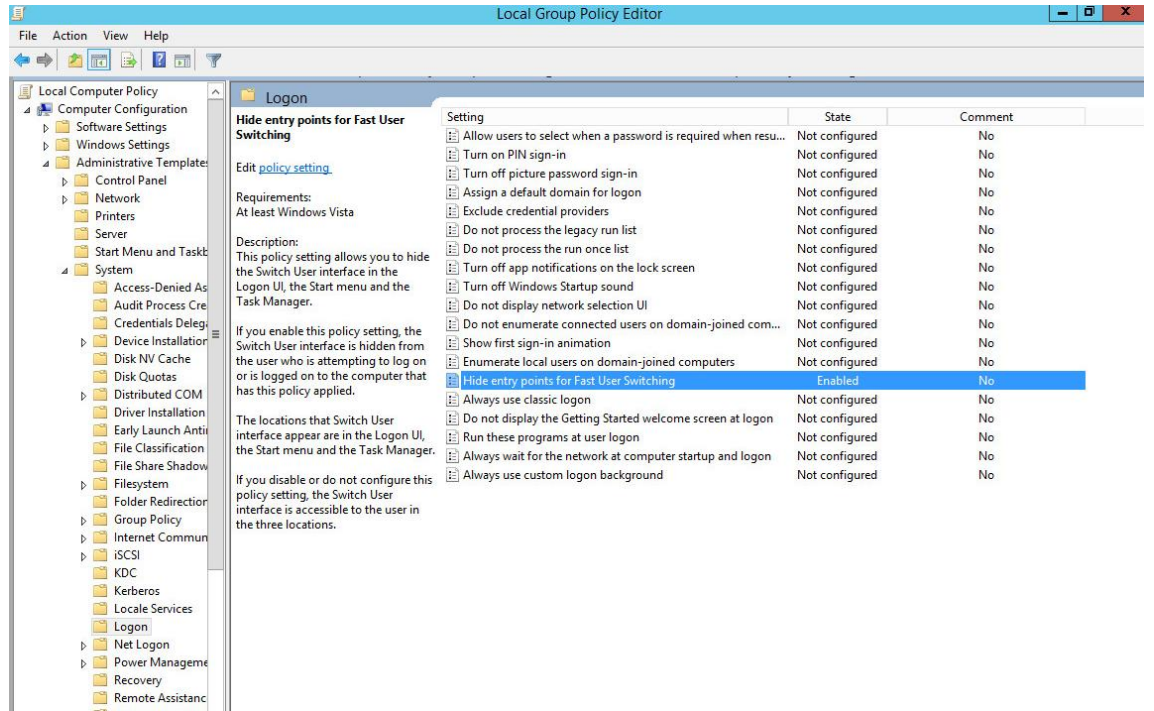 Local Group Policy Editor
File Action View Help
Local Computer Policy
Computer Configuration
Software Settings
Windows Settings
Administrative Templates
Control Panel
Network
Printers
Server
Start Menu and Taskb
System
Access-Denied As
Audit Process Cre
Credentials Delega
Device Installation
Disk NV Cache
Disk Quotas
Distributed COM
Driver Installation
Early Launch Antii
File Classification
File Share Shadow
Filesystem
Folder Redirection
Group Policy
Internet Commun
iSCSI
KDC
Kerberos
Locale Services
Logon
Net Logon
Power Manageme
Recovery
Remote Assistanc
Logon
Hide entry points for Fast User
Switching
Edit policy setting
Requirements:
At least Windows Vista
Description:
This policy setting allows you to hide
the Switch User interface in the
Logon UI, the Start menu and the
Task Manager.
If you enable this policy setting, the
Switch User interface is hidden from
the user who is attempting to log on
or is logged on to the computer that
has this policy applied.
The locations that Switch User
interface appear are in the Logon UI,
the Start menu and the Task Manager.
If you disable or do not configure this
policy setting, the Switch User
interface is accessible to the user in
the three locations.
Setting State Comment
Allow users to select when a password is required when resu... Not configured No
Turn on PIN sign-in Not configured No
Turn off picture password sign-in Not configured No
Assign a default domain for logon Not configured No
Exclude credential providers Not configured No
Do not process the legacy run list Not configured No
Do not process the run once list Not configured No
Turn off app notifications on the lock screen Not configured No
Turn off Windows Startup sound Not configured No
Do not display network selection UI Not configured No
Do not enumerate connected users on domain-joined com... Not configured No
Show first sign-in animation Not configured No
Enumerate local users on domain-joined computers Not configured No
Hide entry points for Fast User Switching Enabled No
Always use classic logon Not configured No
Do not display the Getting Started welcome screen at logon Not configured No
Run these programs at user logon Not configured No
Always wait for the network at computer startup and logon Not configured No
Always use custom logon background Not configured No